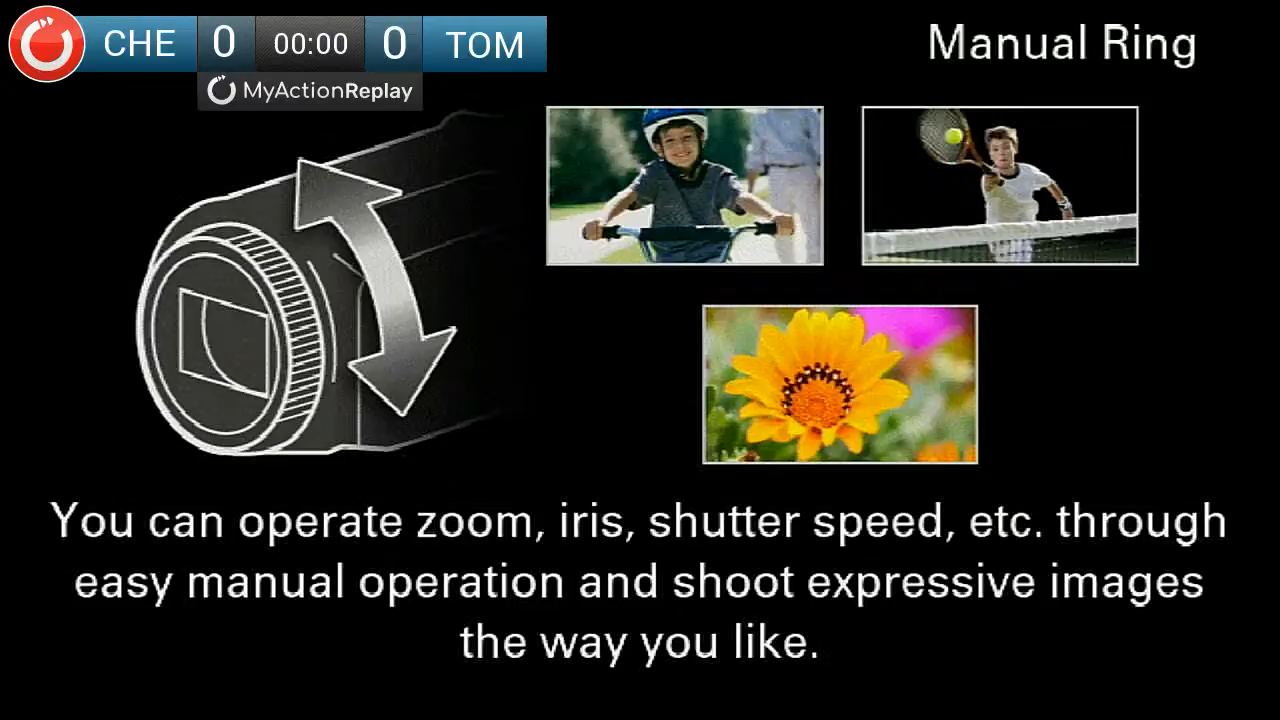 CHE 0 00:00 0 TOM
MyActionReplay
Manual Ring
You can operate zoom, iris, shutter speed, etc. through
easy manual operation and shoot expressive images
the way you like.